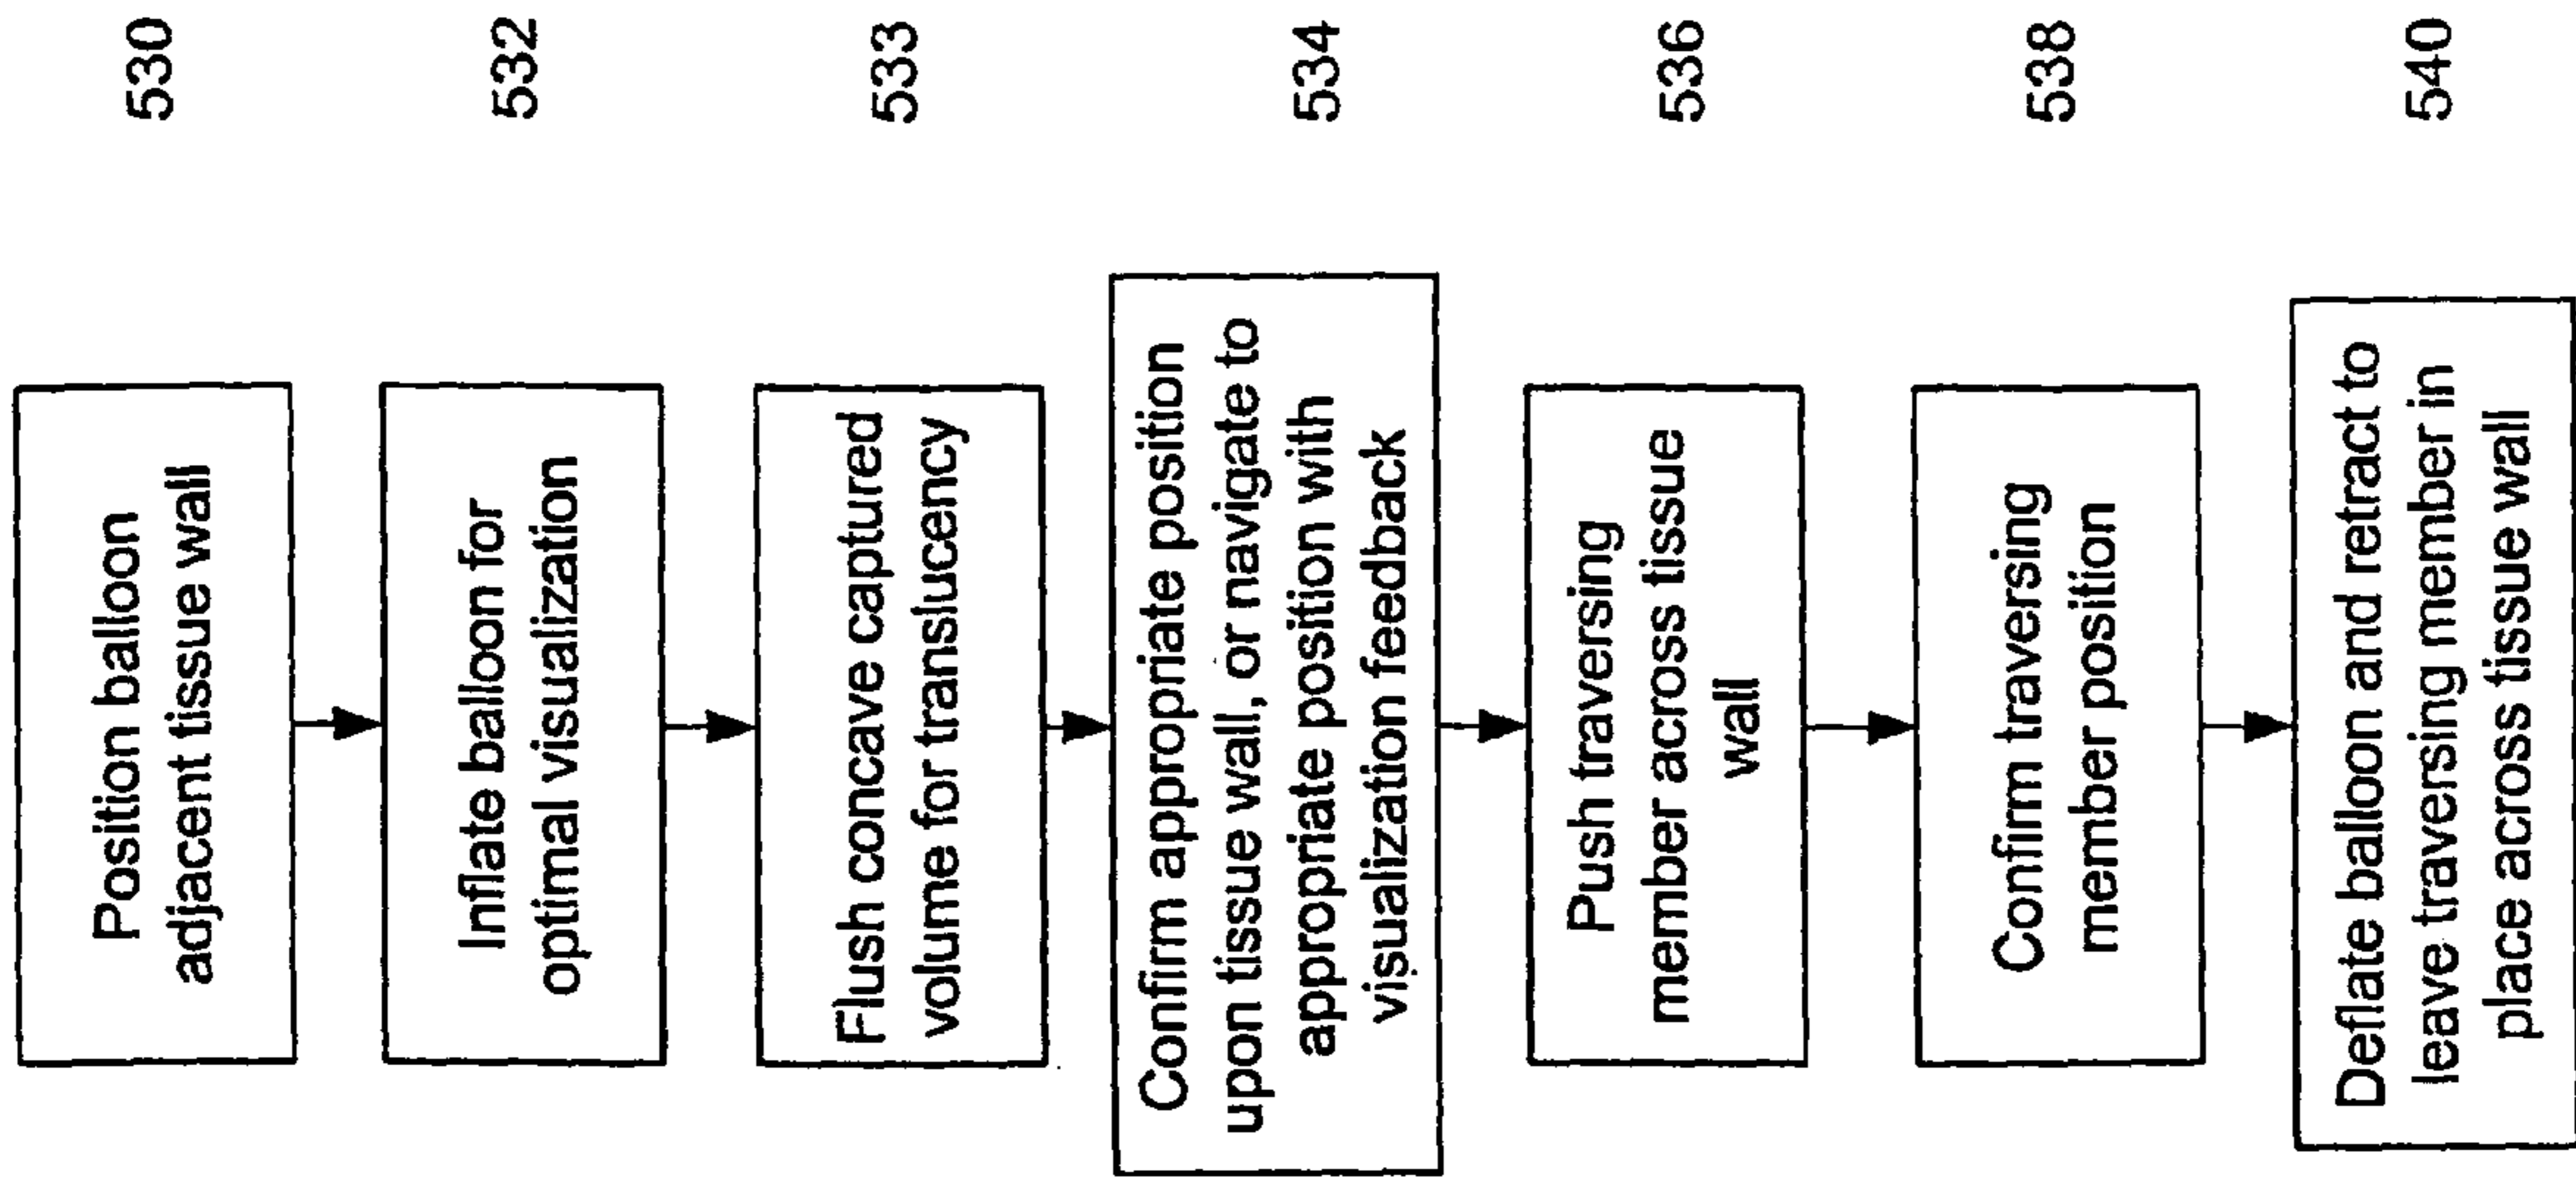 Position balloon
adjacent tissue wall
530
Inflate balloon for
optimal visualization
532
Flush concave captured
volume for translucency
533
Confirm appropriate position
upon tissue wall, or navigate to
appropriate position with
visualization feedback
534
Push traversing
member across tissue
wall
536
Confirm traversing
member position
538
Deflate balloon and retract to
leave traversing member in
place across tissue wall
540